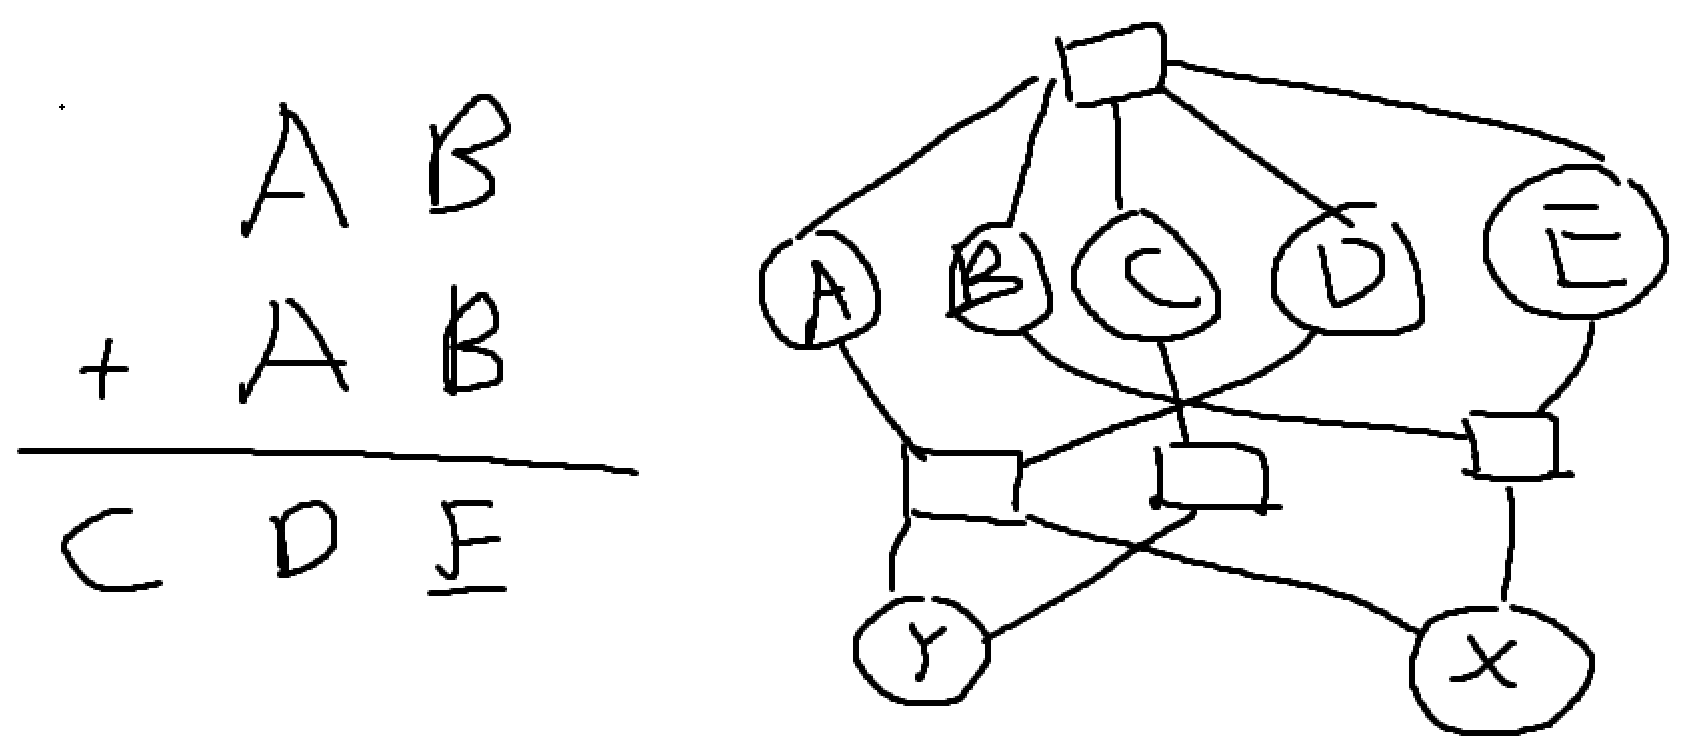 A B
+ A B
C D E
A B C D E
Y X